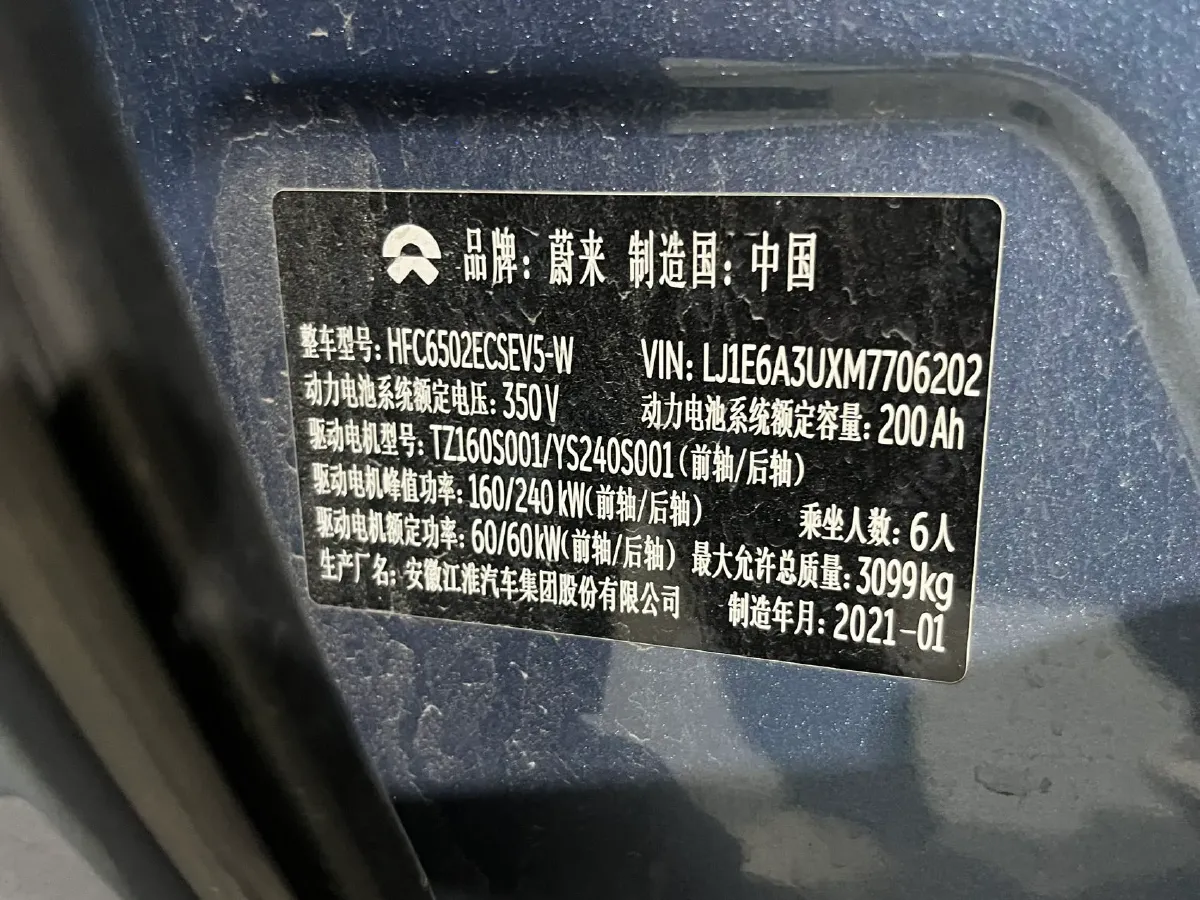 品牌: 蔚来 制造国: 中国
整车型号: HFC6502ECSEV5-W VIN: LJ1E6A3UXM7706202
动力电池系统额定电压: 350V 动力电池系统额定容量: 200Ah
驱动电机型号: TZ160S001/YS240S001(前轴/后轴)
驱动电机峰值功率: 160/240kW(前轴/后轴) 乘坐人数: 6人
驱动电机额定功率: 60/60kW(前轴/后轴) 最大允许总质量: 3099kg
生产厂名: 安徽江淮汽车集团股份有限公司 制造年月: 2021-01